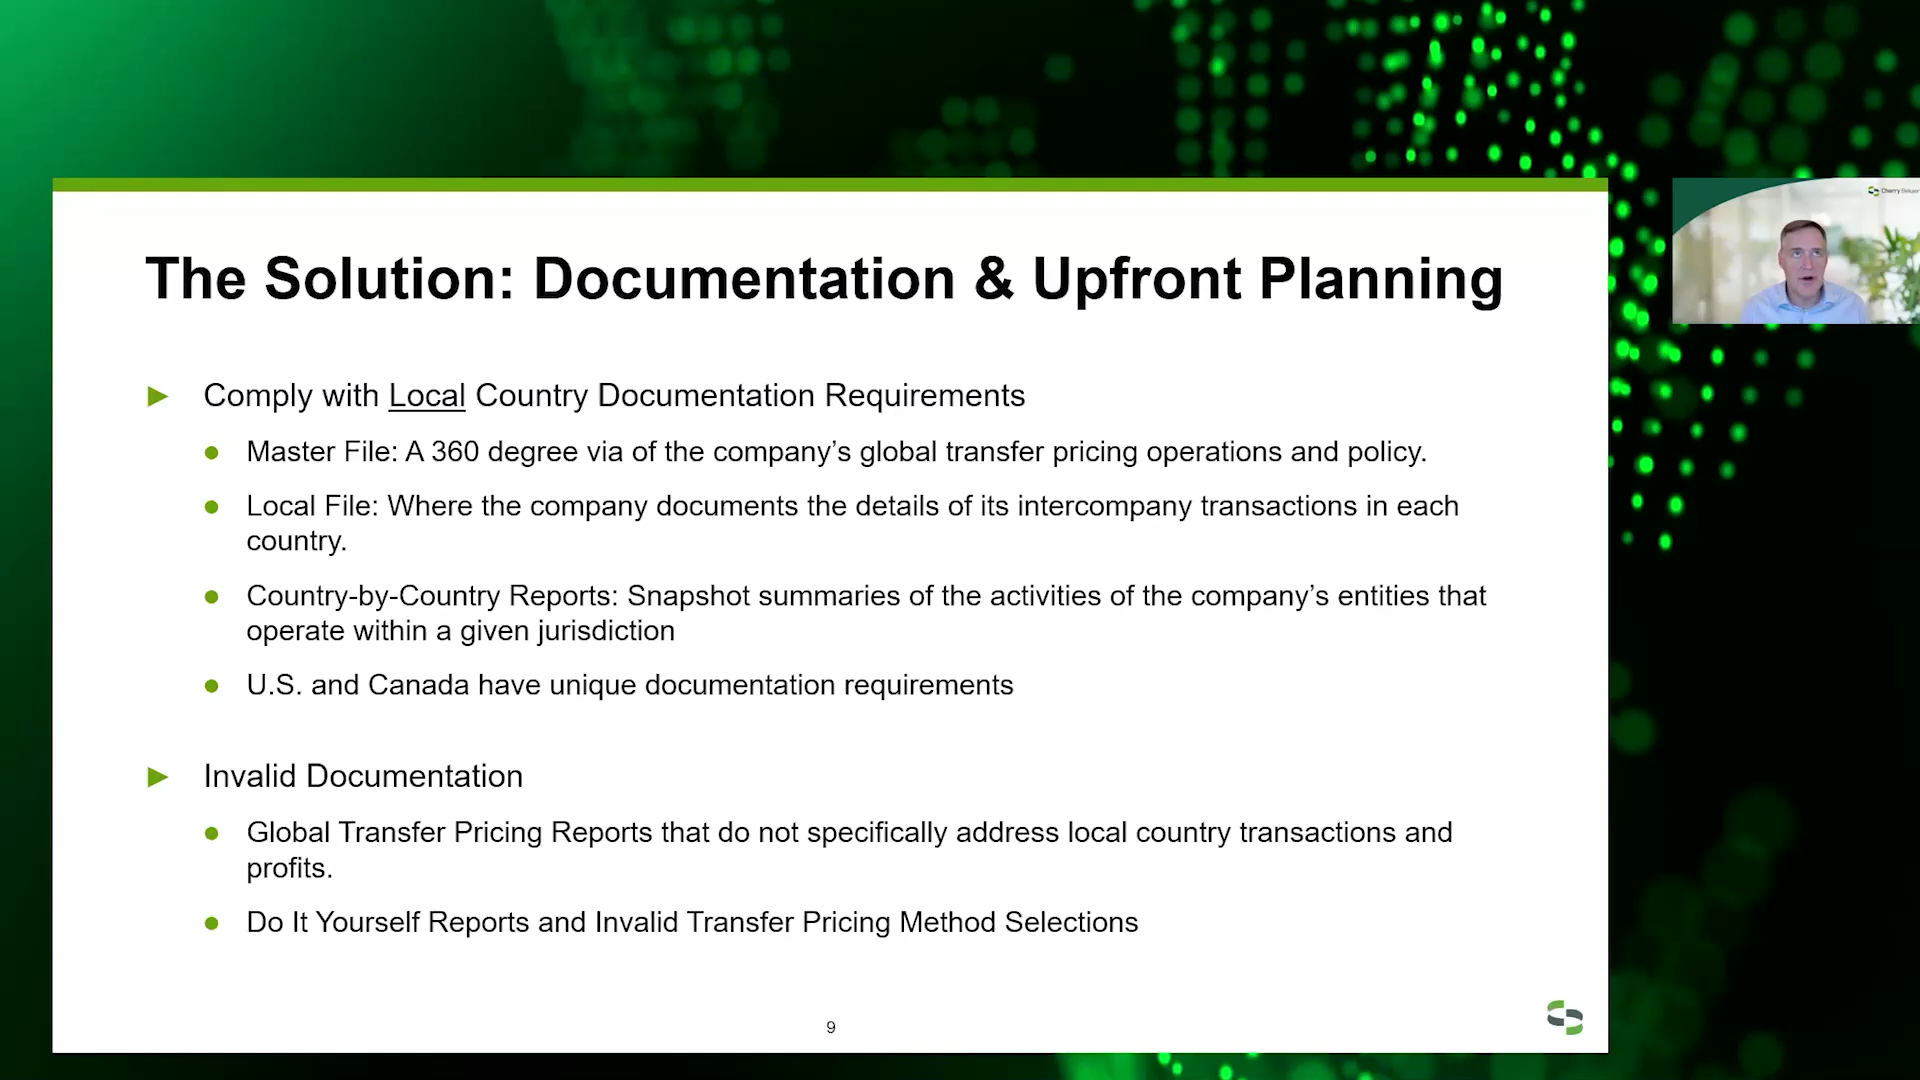 The Solution: Documentation & Upfront Planning
Comply with Local Country Documentation Requirements
Master File: A 360 degree via of the company’s global transfer pricing operations and policy.
Local File: Where the company documents the details of its intercompany transactions in each
country.
Country-by-Country Reports: Snapshot summaries of the activities of the company’s entities that
operate within a given jurisdiction
U.S. and Canada have unique documentation requirements
Invalid Documentation
Global Transfer Pricing Reports that do not specifically address local country transactions and
profits.
Do It Yourself Reports and Invalid Transfer Pricing Method Selections
9
Cherry